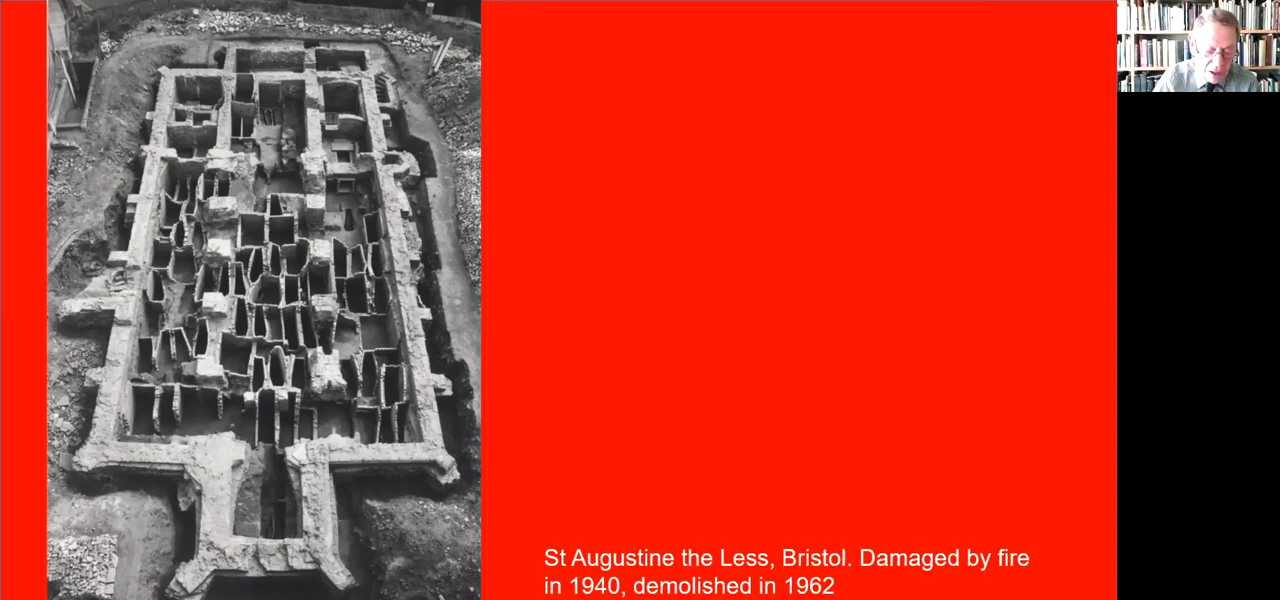 St Augustine the Less, Bristol. Damaged by fire
in 1940, demolished in 1962